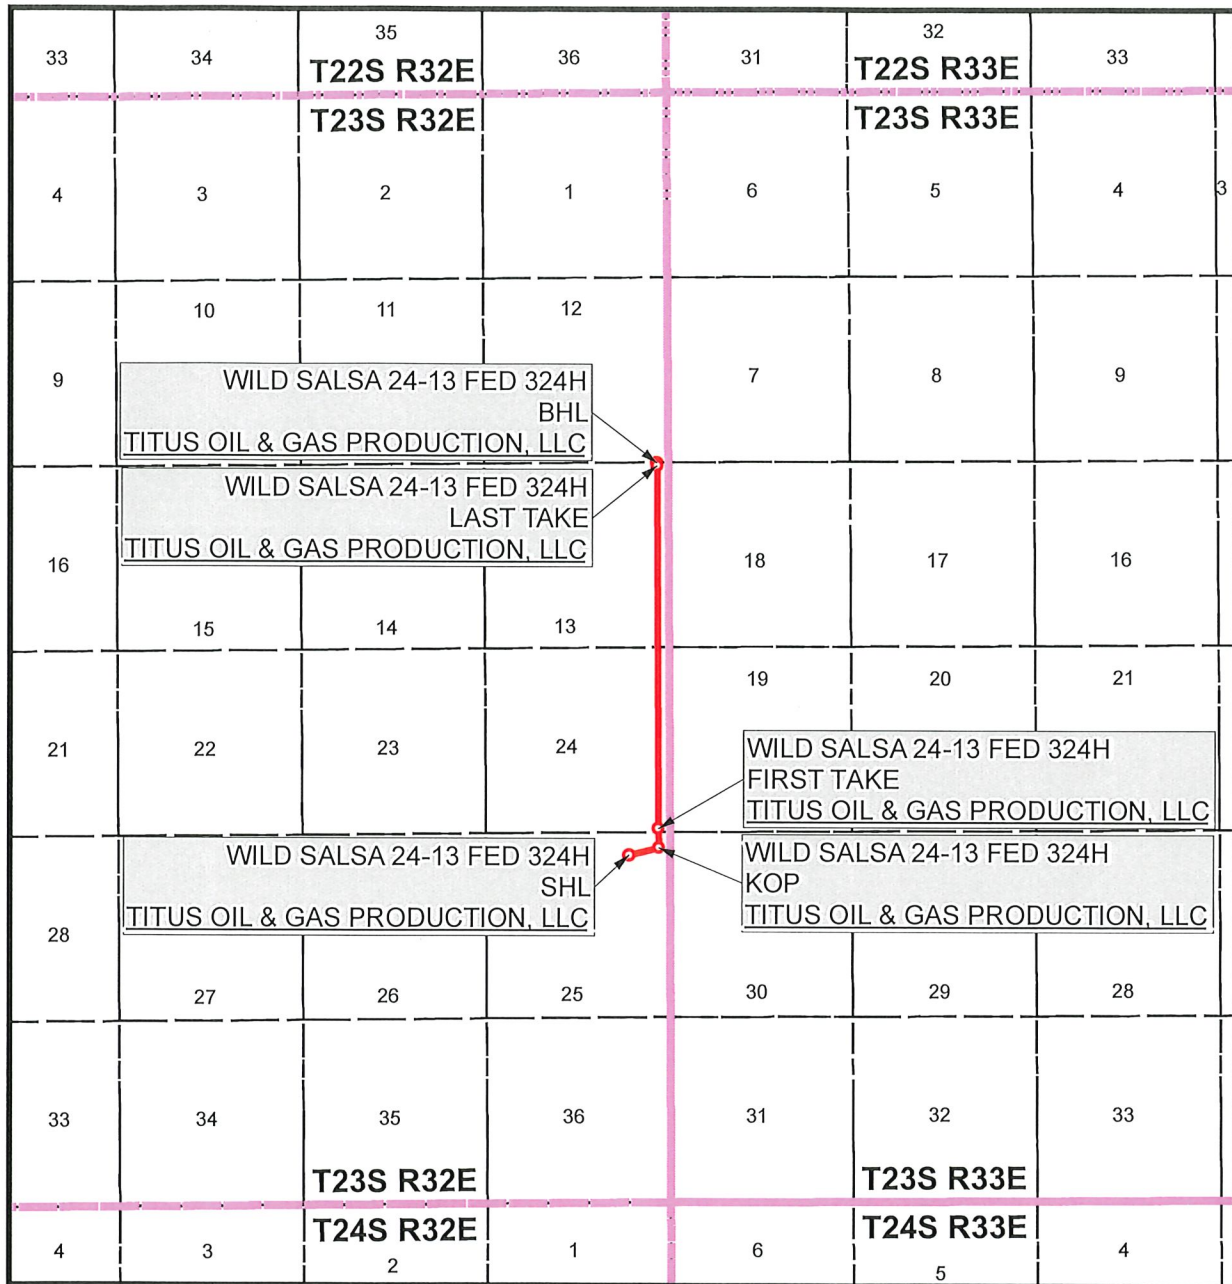 33 34 35 36 31 32 33
T22S R32E T22S R33E
T23S R32E T23S R33E
4 3 2 1 6 5 4 3
10 11 12
9 7 8 9
WILD SALSA 24-13 FED 324H
BHL
TITUS OIL & GAS PRODUCTION, LLC
WILD SALSA 24-13 FED 324H
LAST TAKE
TITUS OIL & GAS PRODUCTION, LLC
16 18 17 16
15 14 13
19 20 21
21 22 23 24
WILD SALSA 24-13 FED 324H
FIRST TAKE
TITUS OIL & GAS PRODUCTION, LLC
WILD SALSA 24-13 FED 324H
SHL
TITUS OIL & GAS PRODUCTION, LLC
WILD SALSA 24-13 FED 324H
KOP
TITUS OIL & GAS PRODUCTION, LLC
28
27 26 25 30 29 28
33 34 35 36 31 32 33
T23S R32E T23S R33E
T24S R32E T24S R33E
4 3 2 1 6 5 4